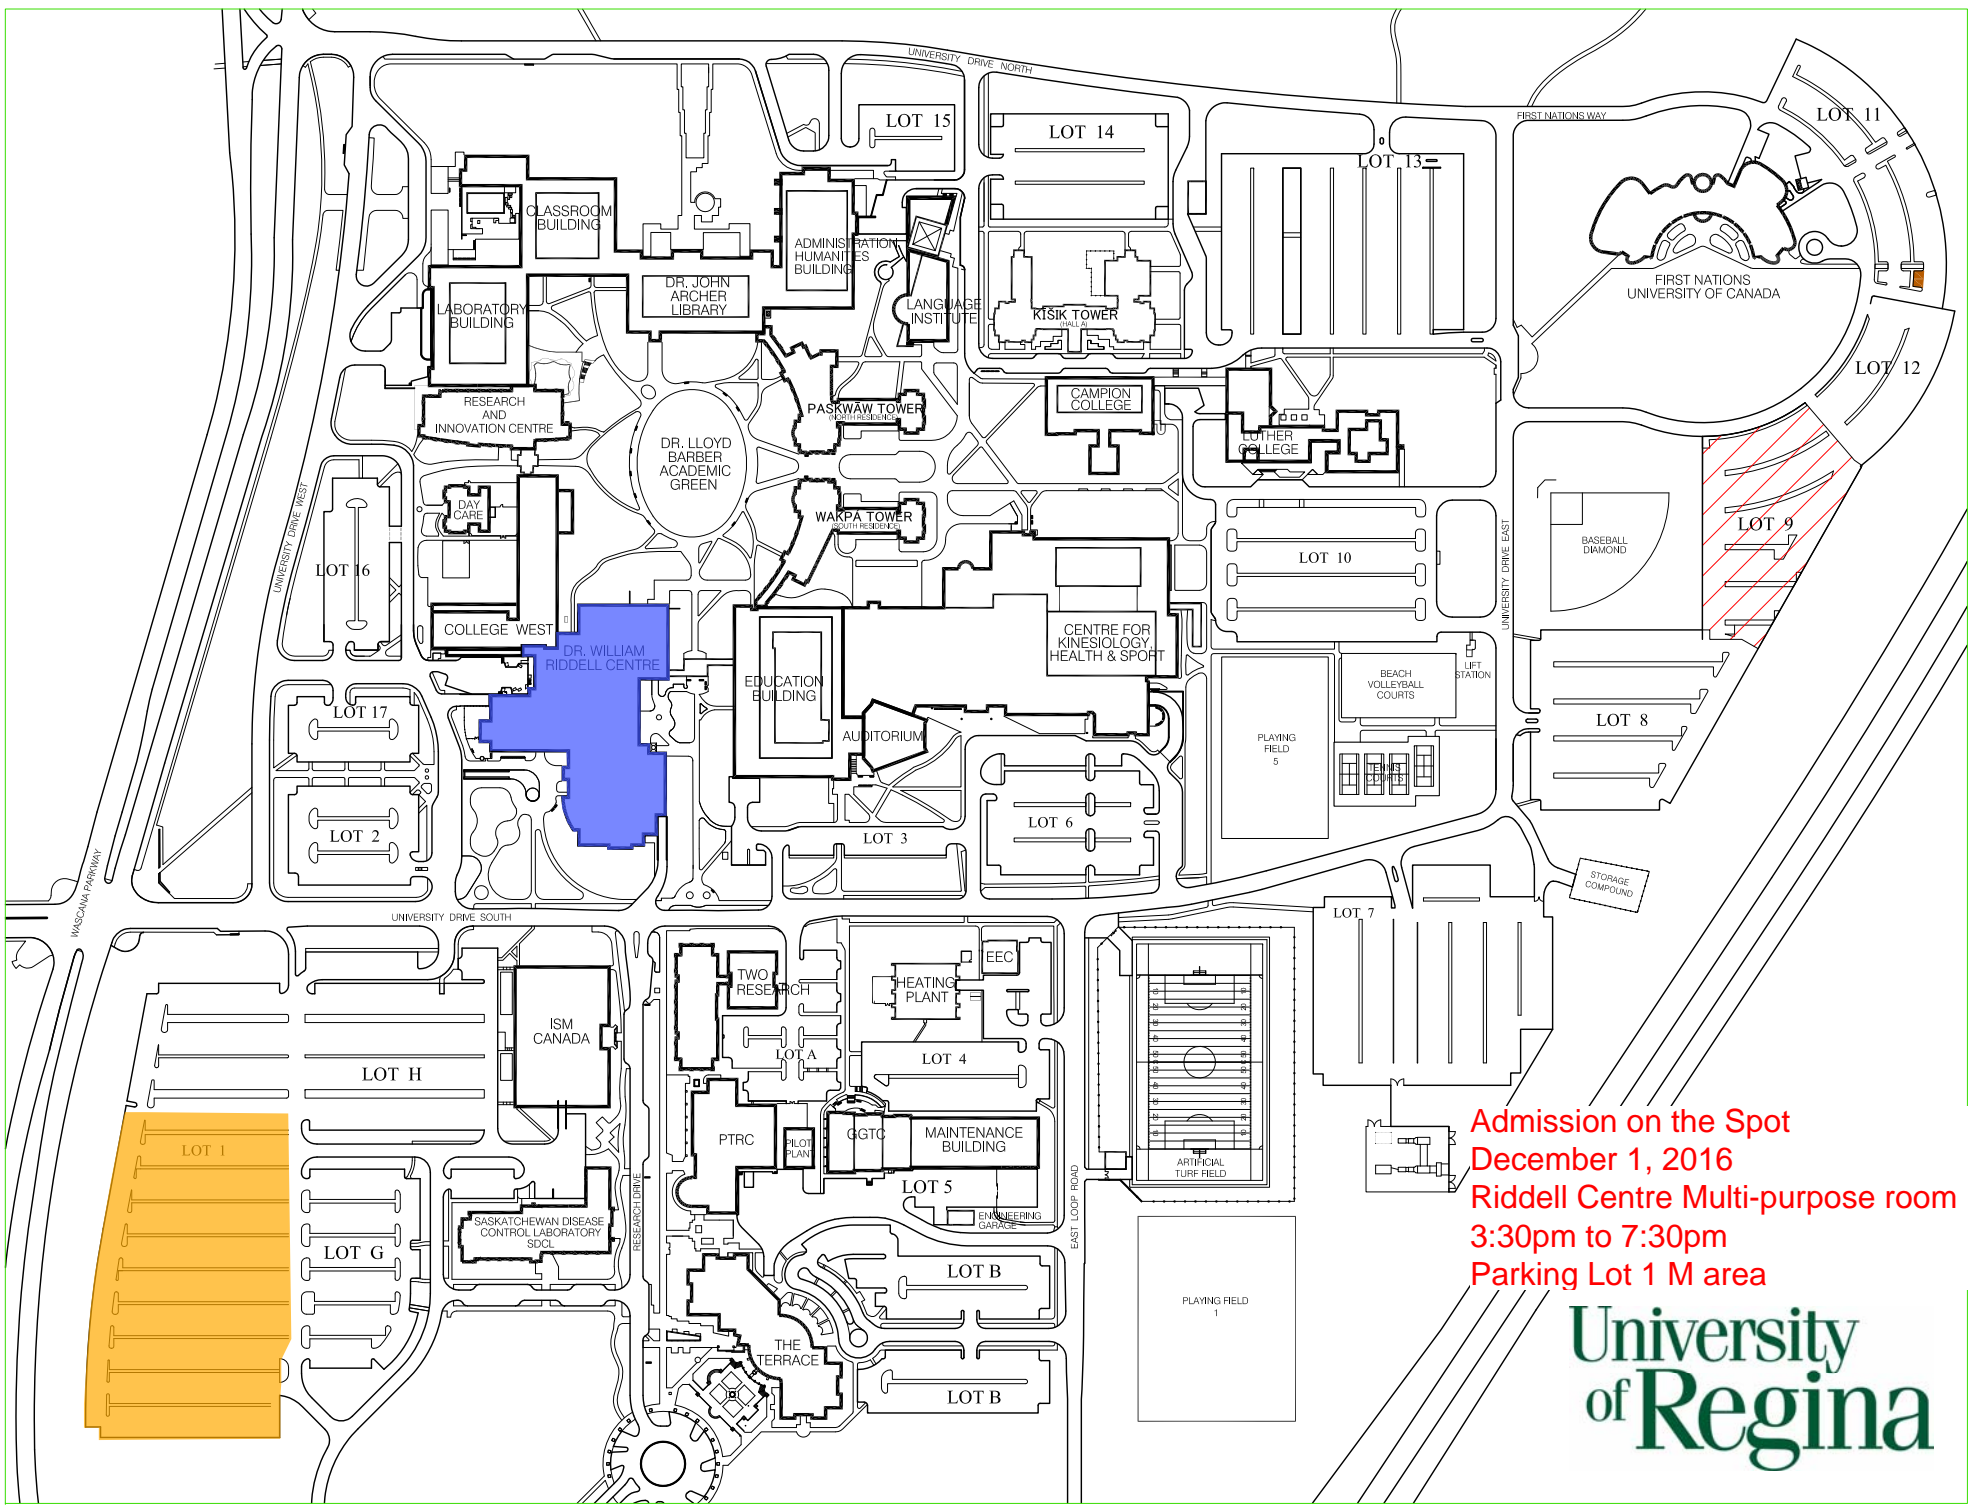 UNIVERSITY DRIVE NORTH
FIRST NATIONS WAY
LOT 11
LOT 15
LOT 14
LOT 13
CLASSROOM
BUILDING
ADMINISTRATION
HUMANITIES
BUILDING
DR. JOHN
ARCHER
LIBRARY
LABORATORY
BUILDING
LANGUAGE
INSTITUTE
KĪŠIK TOWER
(HALL A)
FIRST NATIONS
UNIVERSITY OF CANADA
LOT 12
RESEARCH
AND
INNOVATION CENTRE
PASKWĀW TOWER
(NORTH RESIDENCE)
CAMPION
COLLEGE
LUTHER
COLLEGE
DR. LLOYD
BARBER
ACADEMIC
GREEN
DAY
CARE
WAKPÁ TOWER
(SOUTH RESIDENCE)
UNIVERSITY DRIVE WEST
LOT 16
LOT 10
UNIVERSITY DRIVE EAST
BASEBALL
DIAMOND
LOT 9
COLLEGE WEST
DR. WILLIAM
RIDDELL CENTRE
CENTRE FOR
KINESIOLOGY,
HEALTH & SPORT
EDUCATION
BUILDING
AUDITORIUM
BEACH
VOLLEYBALL
COURTS
LIFT
STATION
LOT 17
LOT 8
PLAYING
FIELD
5
TENNIS
COURTS
LOT 2
LOT 3
LOT 6
WASCANA PARKWAY
STORAGE
COMPOUND
UNIVERSITY DRIVE SOUTH
LOT 7
TWO
RESEARCH
HEATING
PLANT
EEC
ISM
CANADA
LOT A
LOT 4
LOT H
LOT 1
PTRC
PILOT
PLANT
GGTC
MAINTENANCE
BUILDING
ARTIFICIAL
TURF FIELD
LOT 5
ENGINEERING
GARAGE
SASKATCHEWAN DISEASE
CONTROL LABORATORY
SDCL
RESEARCH DRIVE
EAST LOOP ROAD
LOT G
LOT B
THE
TERRACE
LOT B
PLAYING FIELD
1
Admission on the Spot
December 1, 2016
Riddell Centre Multi-purpose room
3:30pm to 7:30pm
Parking Lot 1 M area
University
of Regina